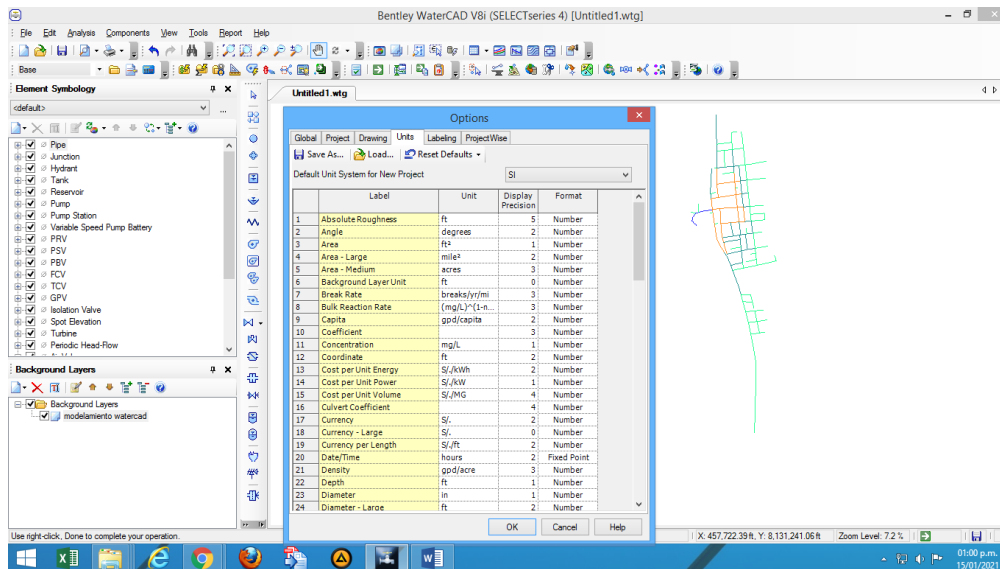 Bentley WaterCAD V8i (SELECTseries 4) [Untitled1.wtg]
File Edit Analysis Components View Tools Report Help
Base
Element Symbology
<default>
Pipe
Junction
Hydrant
Tank
Reservoir
Pump
Pump Station
Variable Speed Pump Battery
PRV
PSV
PBV
FCV
TCV
GPV
Isolation Valve
Spot Elevation
Turbine
Periodic Head-Flow
Background Layers
Background Layers
modelamiento watercad
Untitled1.wtg
Options
Global Project Drawing Units Labeling ProjectWise
Save As... Load... Reset Defaults
Default Unit System for New Project SI
Label Unit Display Precision Format
1 Absolute Roughness ft 5 Number
2 Angle degrees 2 Number
3 Area ft² 1 Number
4 Area - Large mile² 2 Number
5 Area - Medium acres 3 Number
6 Background Layer Unit ft 0 Number
7 Break Rate breaks/yr/mi 3 Number
8 Bulk Reaction Rate (mg/L)^(1-n... 3 Number
9 Capita gpd/capita 2 Number
10 Coefficient 3 Number
11 Concentration mg/L 1 Number
12 Coordinate ft 2 Number
13 Cost per Unit Energy S/./kWh 2 Number
14 Cost per Unit Power S/./kW 1 Number
15 Cost per Unit Volume S/./MG 4 Number
16 Culvert Coefficient 4 Number
17 Currency S/. 2 Number
18 Currency - Large S/. 0 Number
19 Currency per Length S/./ft 2 Number
20 Date/Time hours 2 Fixed Point
21 Density gpd/acre 3 Number
22 Depth ft 1 Number
23 Diameter in 1 Number
24 Diameter - Large ft 2 Number
OK Cancel Help
Use right-click, Done to complete your operation.
X: 457,722.39 ft, Y: 8,131,241.06 ft Zoom Level: 7.2 %
01:00 p.m.
15/01/2021